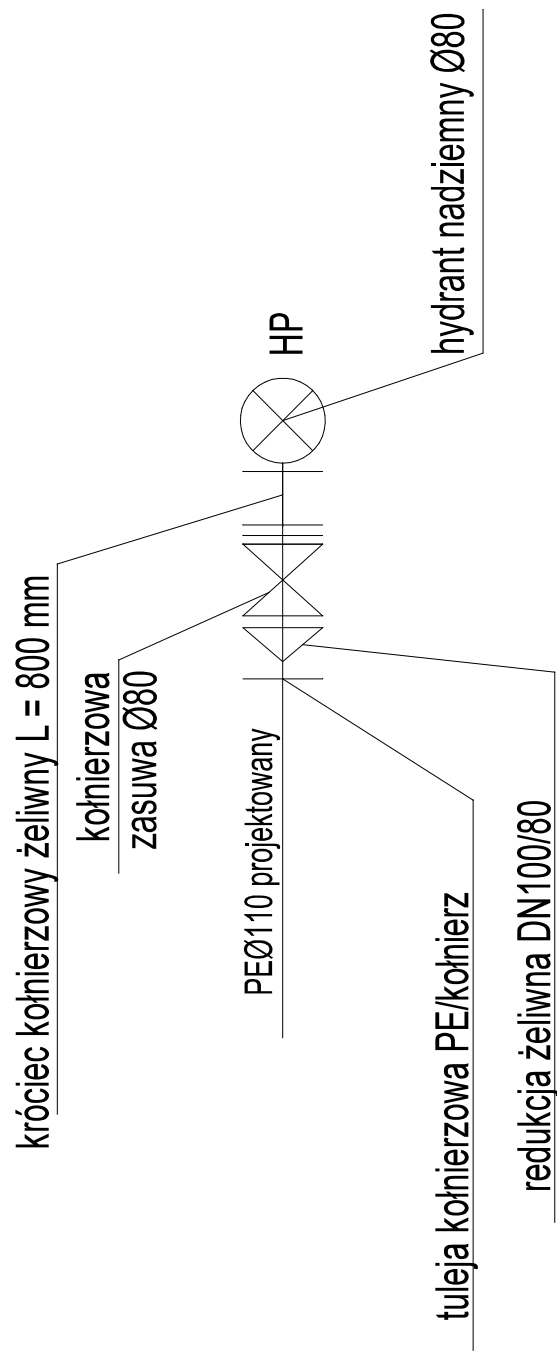 króciec kołnierzowy żeliwny L = 800 mm
kołnierzowa
zasuwa Ø80
PEØ110 projektowany
HP
hydrant nadziemny Ø80
tuleja kołnierzowa PE/kołnierz
redukcja żeliwna DN100/80